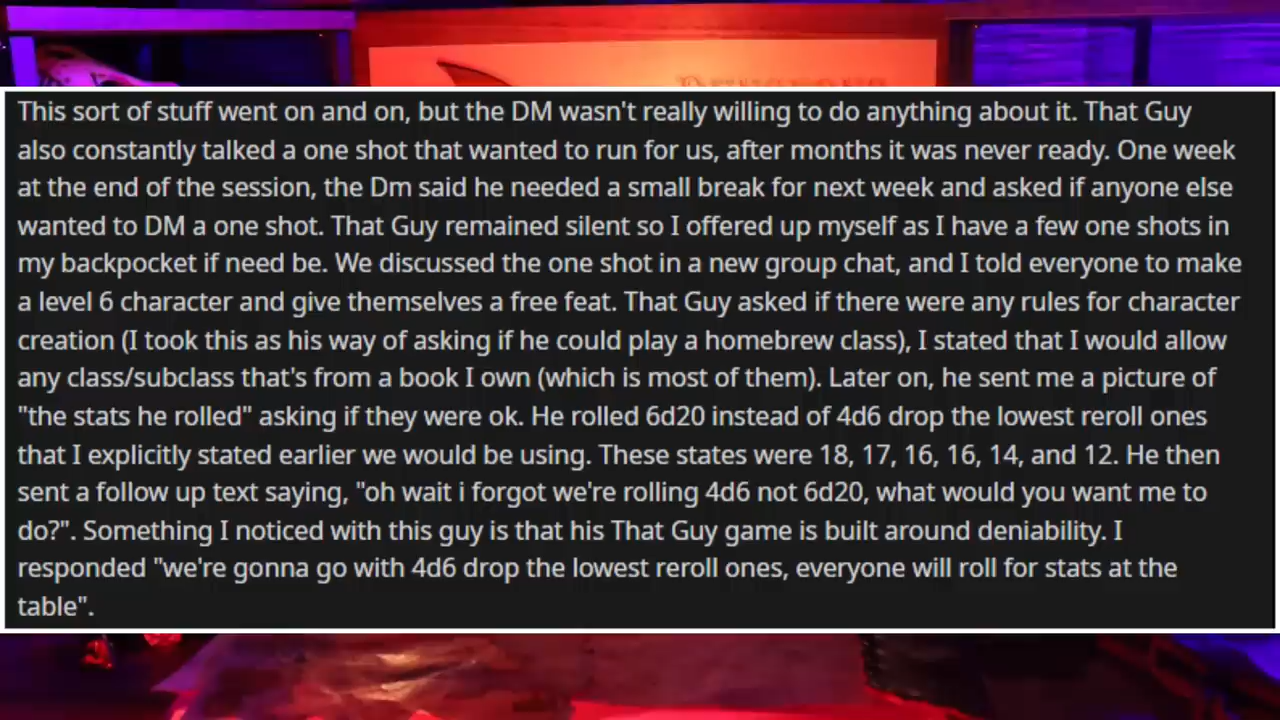 This sort of stuff went on and on, but the DM wasn't really willing to do anything about it. That Guy
also constantly talked a one shot that wanted to run for us, after months it was never ready. One week
at the end of the session, the Dm said he needed a small break for next week and asked if anyone else
wanted to DM a one shot. That Guy remained silent so I offered up myself as I have a few one shots in
my backpocket if need be. We discussed the one shot in a new group chat, and I told everyone to make
a level 6 character and give themselves a free feat. That Guy asked if there were any rules for character
creation (I took this as his way of asking if he could play a homebrew class), I stated that I would allow
any class/subclass that's from a book I own (which is most of them). Later on, he sent me a picture of
"the stats he rolled" asking if they were ok. He rolled 6d20 instead of 4d6 drop the lowest reroll ones
that I explicitly stated earlier we would be using. These states were 18, 17, 16, 16, 14, and 12. He then
sent a follow up text saying, "oh wait i forgot we're rolling 4d6 not 6d20, what would you want me to
do?". Something I noticed with this guy is that his That Guy game is built around deniability. I
responded "we're gonna go with 4d6 drop the lowest reroll ones, everyone will roll for stats at the
table".